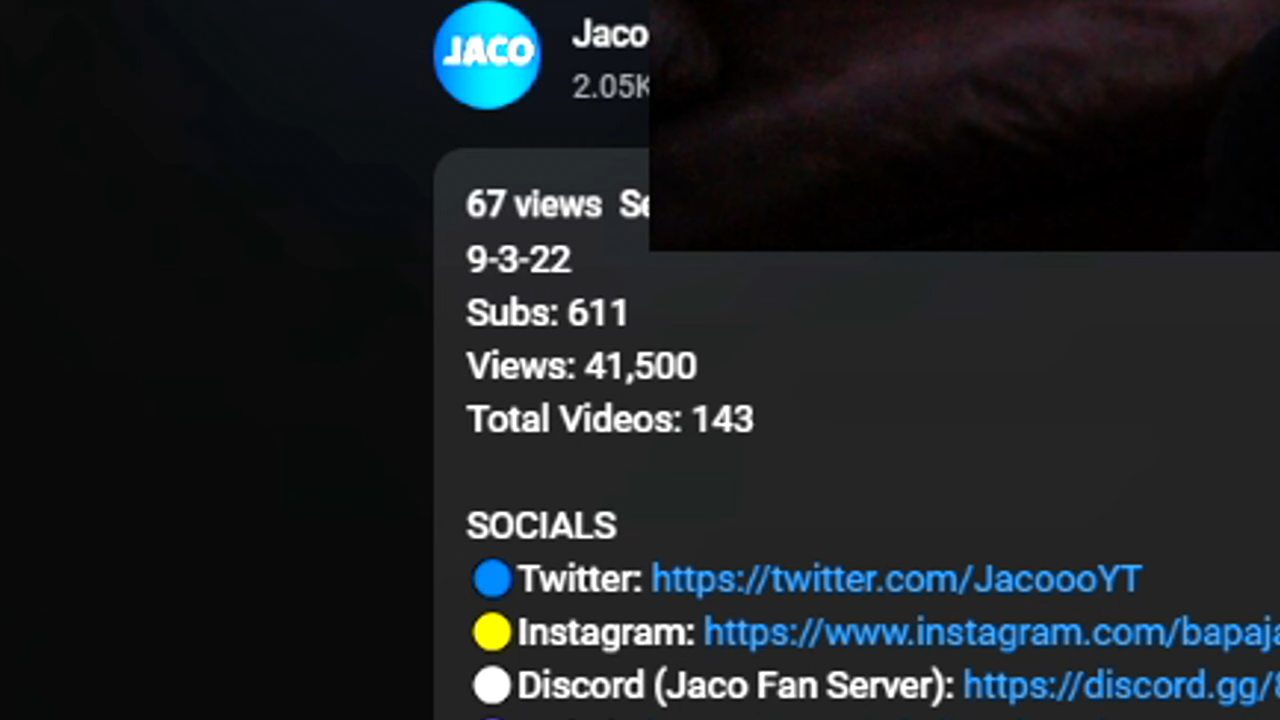 JACO
Jaco
2.05K
67 views
9-3-22
Subs: 611
Views: 41,500
Total Videos: 143
SOCIALS
Twitter: https://twitter.com/JacoooYT
Instagram: https://www.instagram.com/bapaja
Discord (Jaco Fan Server): https://discord.gg/